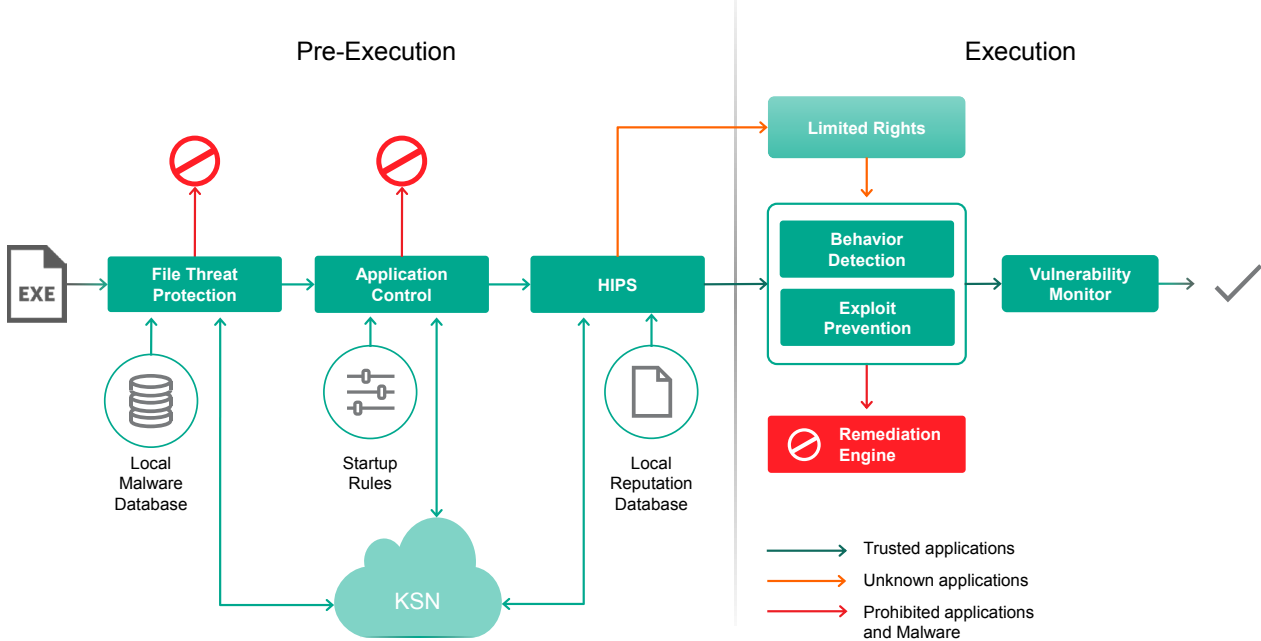 Pre-Execution
Execution
Limited Rights
EXE
File Threat
Protection
Application
Control
HIPS
Behavior
Detection
Exploit
Prevention
Vulnerability
Monitor
Local
Malware
Database
Startup
Rules
Local
Reputation
Database
Remediation
Engine
KSN
Trusted applications
Unknown applications
Prohibited applications
and Malware